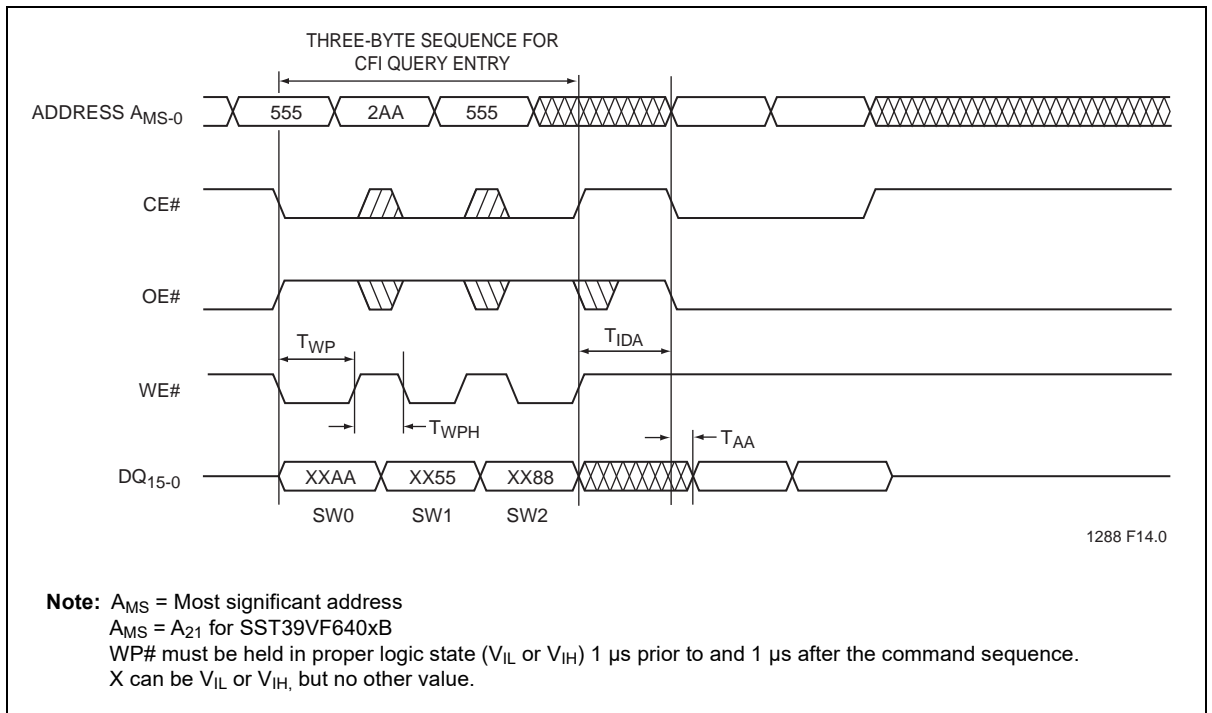 THREE-BYTE SEQUENCE FOR
CFI QUERY ENTRY
ADDRESS AMS-0
555 2AA 555
CE#
OE#
TWP
TIDA
WE#
TWPH
TAA
DQ15-0
XXAA XX55 XX88
SW0 SW1 SW2
1288 F14.0
Note: AMS = Most significant address
AMS = A21 for SST39VF640xB
WP# must be held in proper logic state (VIL or VIH) 1 µs prior to and 1 µs after the command sequence.
X can be VIL or VIH, but no other value.